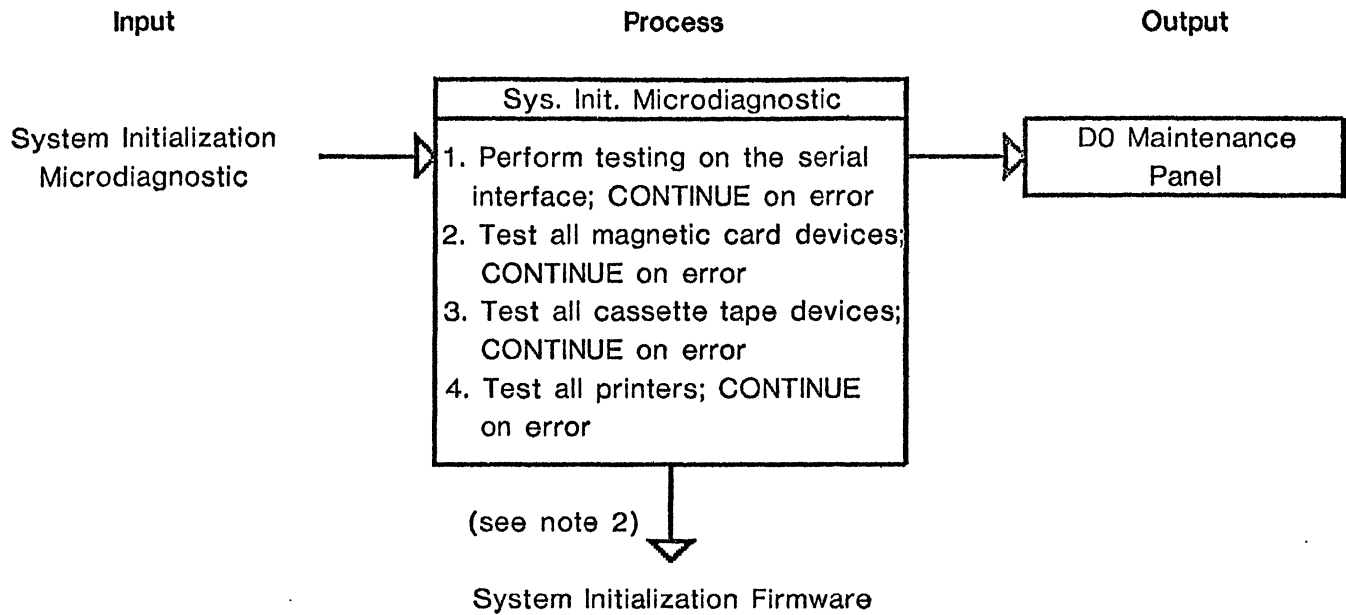 Input
Process
Output
System Initialization
Microdiagnostic
Sys. Init. Microdiagnostic
1. Perform testing on the serial
interface; CONTINUE on error
2. Test all magnetic card devices;
CONTINUE on error
3. Test all cassette tape devices;
CONTINUE on error
4. Test all printers; CONTINUE
on error
D0 Maintenance
Panel
(see note 2)
System Initialization Firmware